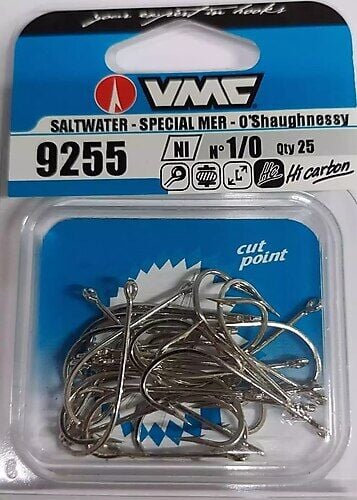 your expert in hooks
VMC
SALTWATER - SPECIAL MER - O'Shaughnessy
9255 NI N° 1/0 Qty 25
Hi carbon
cut
point